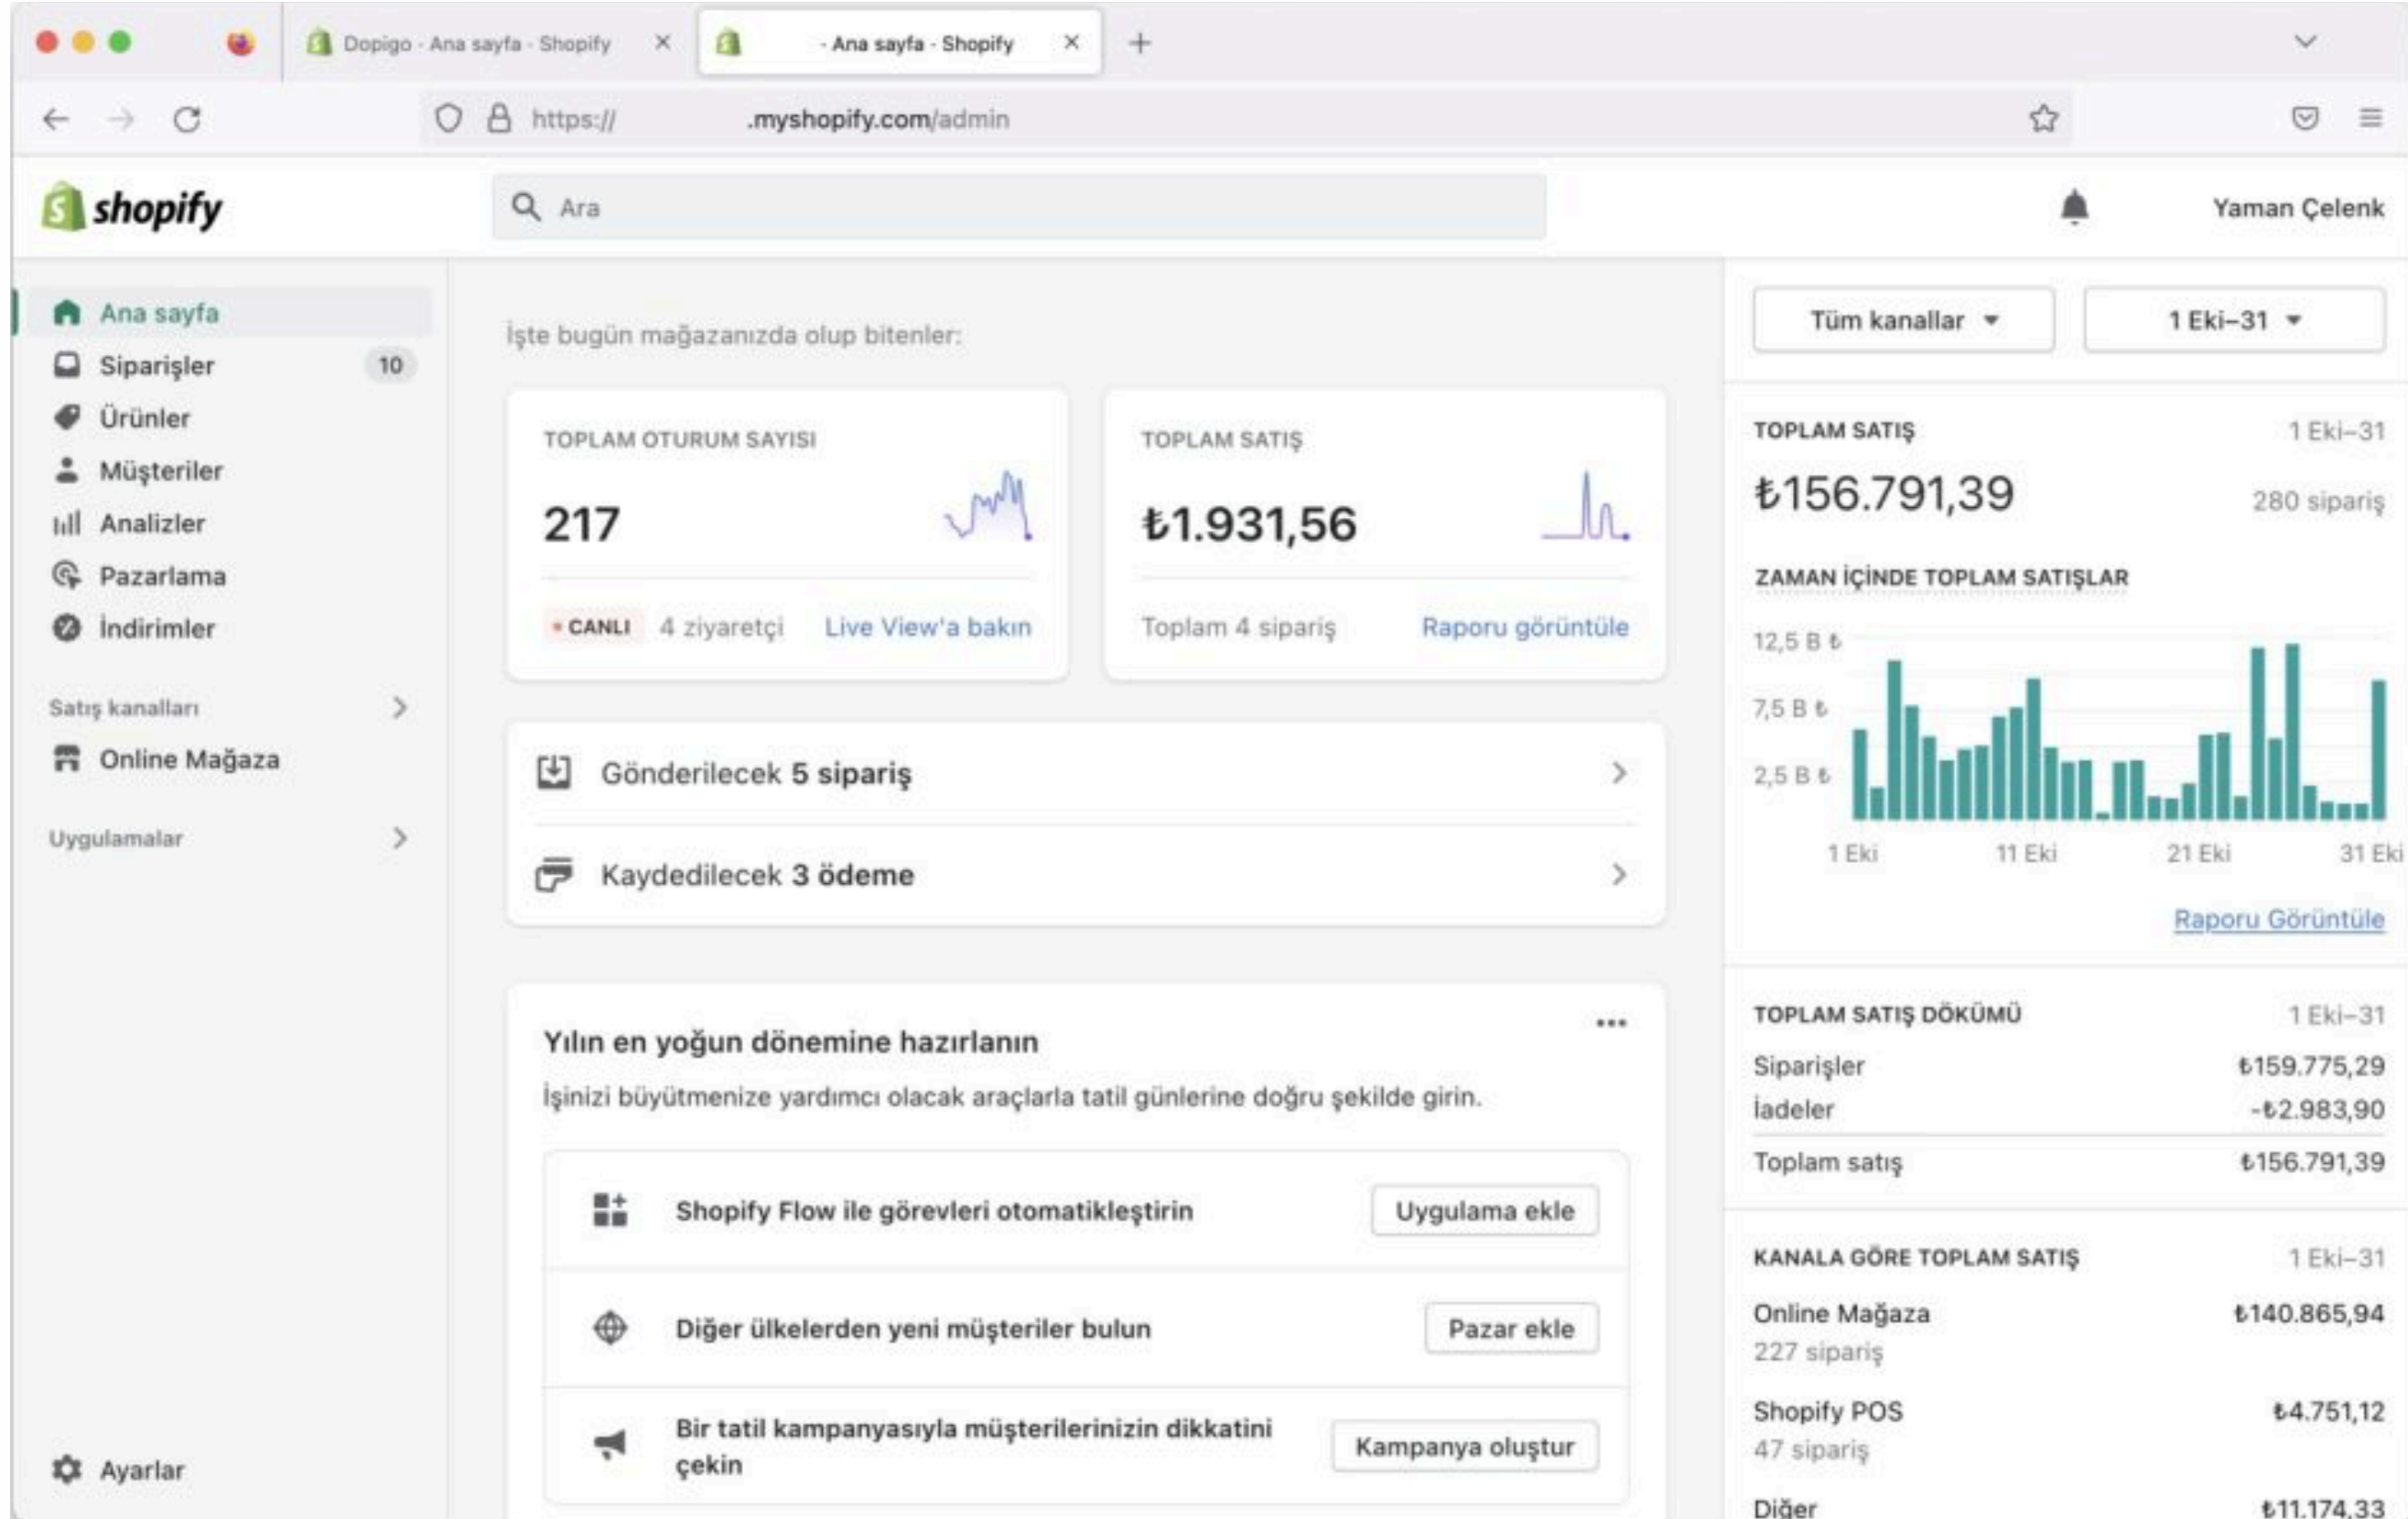 Dopigo - Ana sayfa - Shopify
- Ana sayfa - Shopify
https:// .myshopify.com/admin
shopify
Ara
Yaman Çelenk
Ana sayfa
Siparişler 10
Ürünler
Müşteriler
Analizler
Pazarlama
İndirimler
Satış kanalları
Online Mağaza
Uygulamalar
Ayarlar
İşte bugün mağazanızda olup bitenler:
TOPLAM OTURUM SAYISI
217
CANLI 4 ziyaretçi Live View'a bakın
TOPLAM SATIŞ
₺1.931,56
Toplam 4 sipariş Raporu görüntüle
Gönderilecek 5 sipariş
Kaydedilecek 3 ödeme
Yılın en yoğun dönemine hazırlanın
İşinizi büyütmenize yardımcı olacak araçlarla tatil günlerine doğru şekilde girin.
Shopify Flow ile görevleri otomatikleştirin Uygulama ekle
Diğer ülkelerden yeni müşteriler bulun Pazar ekle
Bir tatil kampanyasıyla müşterilerinizin dikkatini
çekin
Kampanya oluştur
Tüm kanallar 1 Eki–31
TOPLAM SATIŞ 1 Eki–31
₺156.791,39 280 sipariş
ZAMAN İÇİNDE TOPLAM SATIŞLAR
12,5 B ₺
7,5 B ₺
2,5 B ₺
1 Eki 11 Eki 21 Eki 31 Eki
Raporu Görüntüle
TOPLAM SATIŞ DÖKÜMÜ 1 Eki–31
Siparişler ₺159.775,29
İadeler -₺2.983,90
Toplam satış ₺156.791,39
KANALA GÖRE TOPLAM SATIŞ 1 Eki–31
Online Mağaza ₺140.865,94
227 sipariş
Shopify POS ₺4.751,12
47 sipariş
Diğer ₺11.174,33